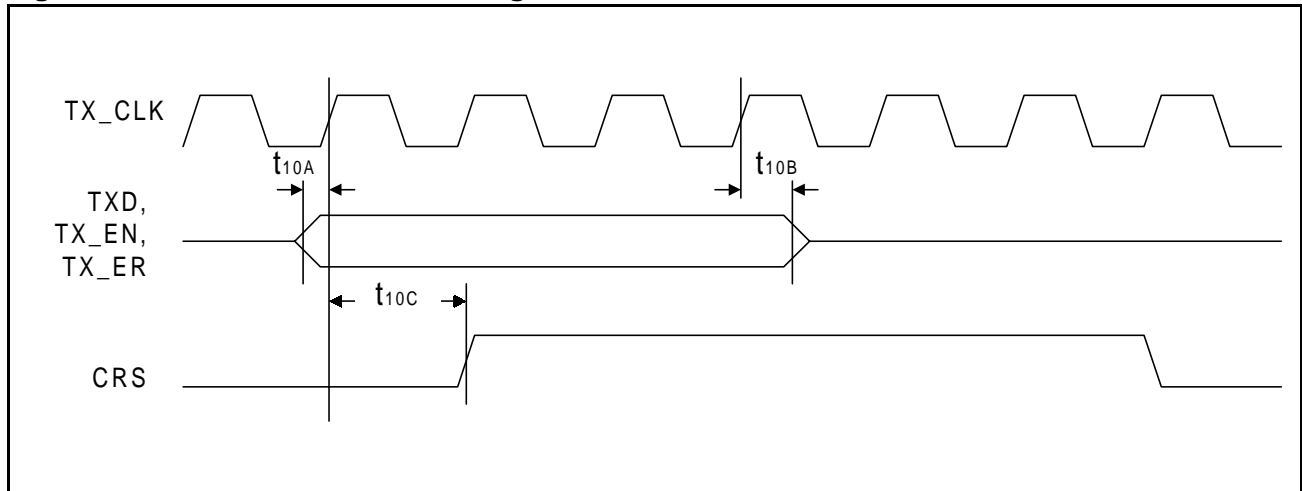 TX_CLK
t10A
t10B
TXD,
TX_EN,
TX_ER
t10C
CRS